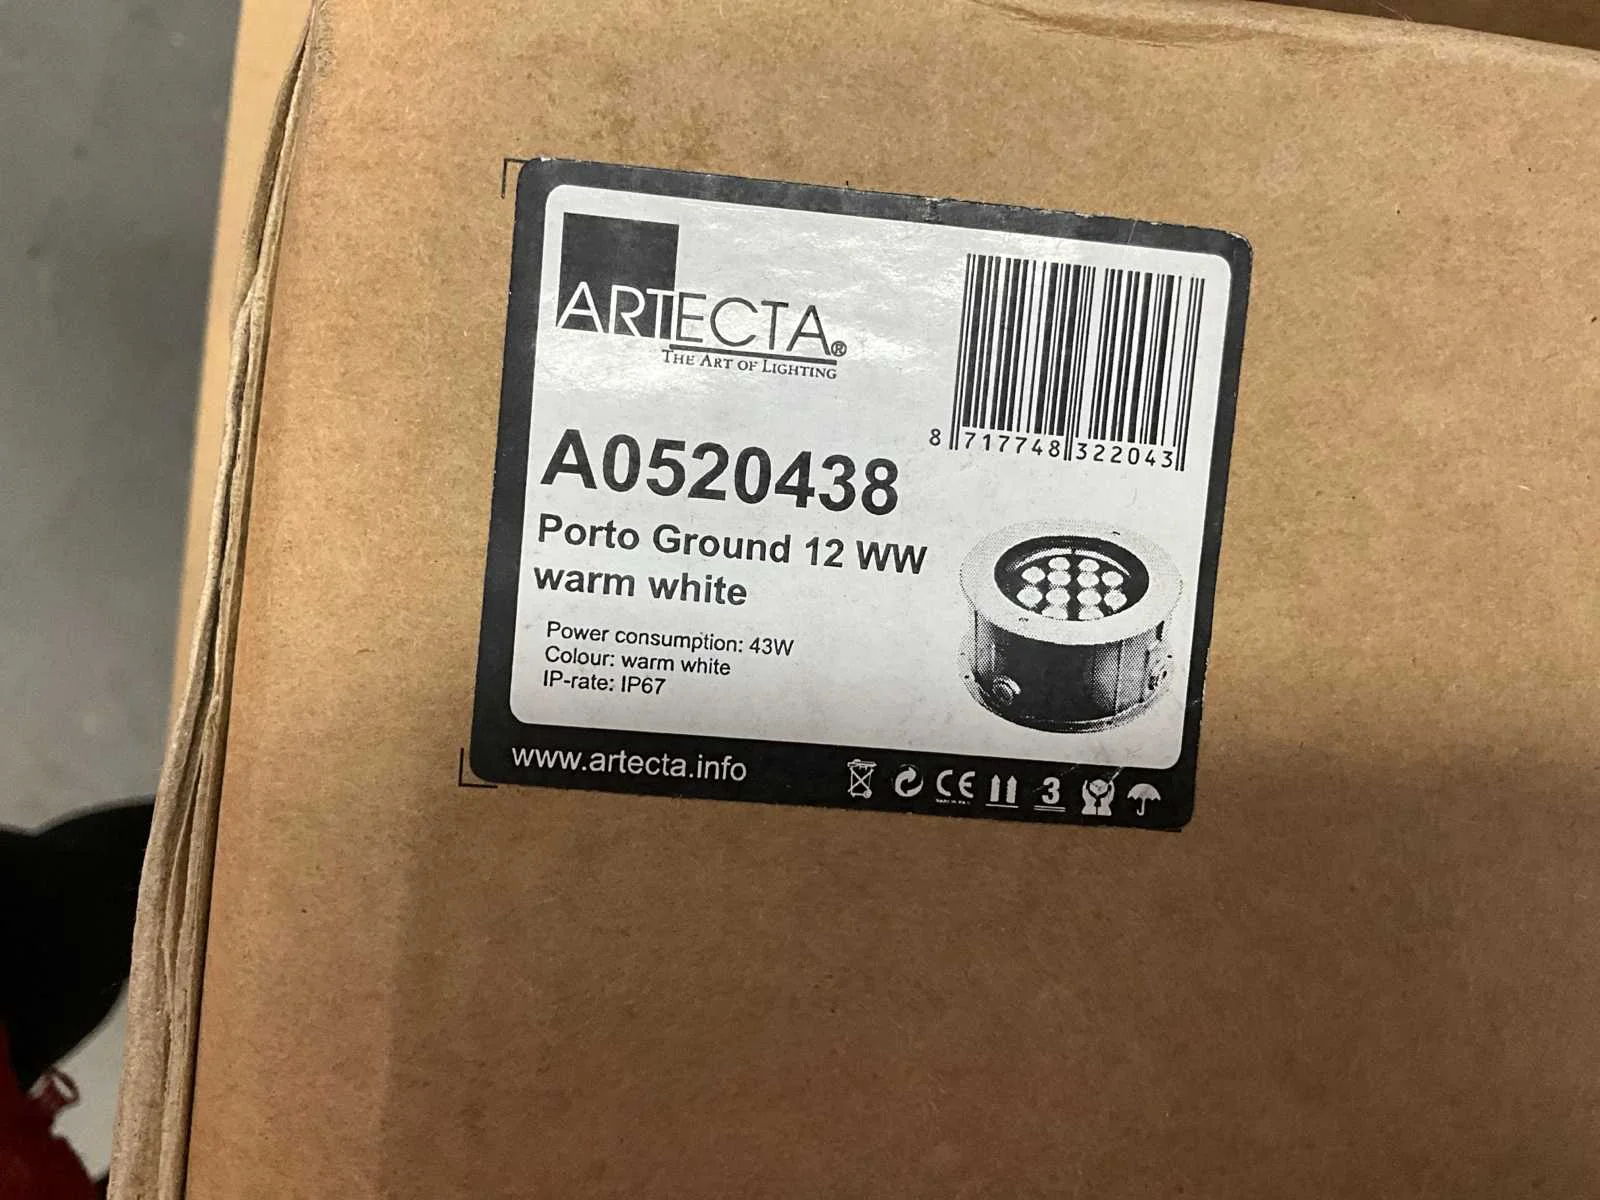 ARTECTA®
THE ART OF LIGHTING
8 717748 322043
A0520438
Porto Ground 12 WW
warm white
Power consumption: 43W
Colour: warm white
IP-rate: IP67
www.artecta.info
CE
3